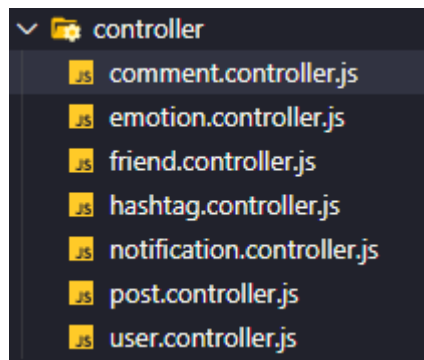 controller
JS comment.controller.js
JS emotion.controller.js
JS friend.controller.js
JS hashtag.controller.js
JS notification.controller.js
JS post.controller.js
JS user.controller.js